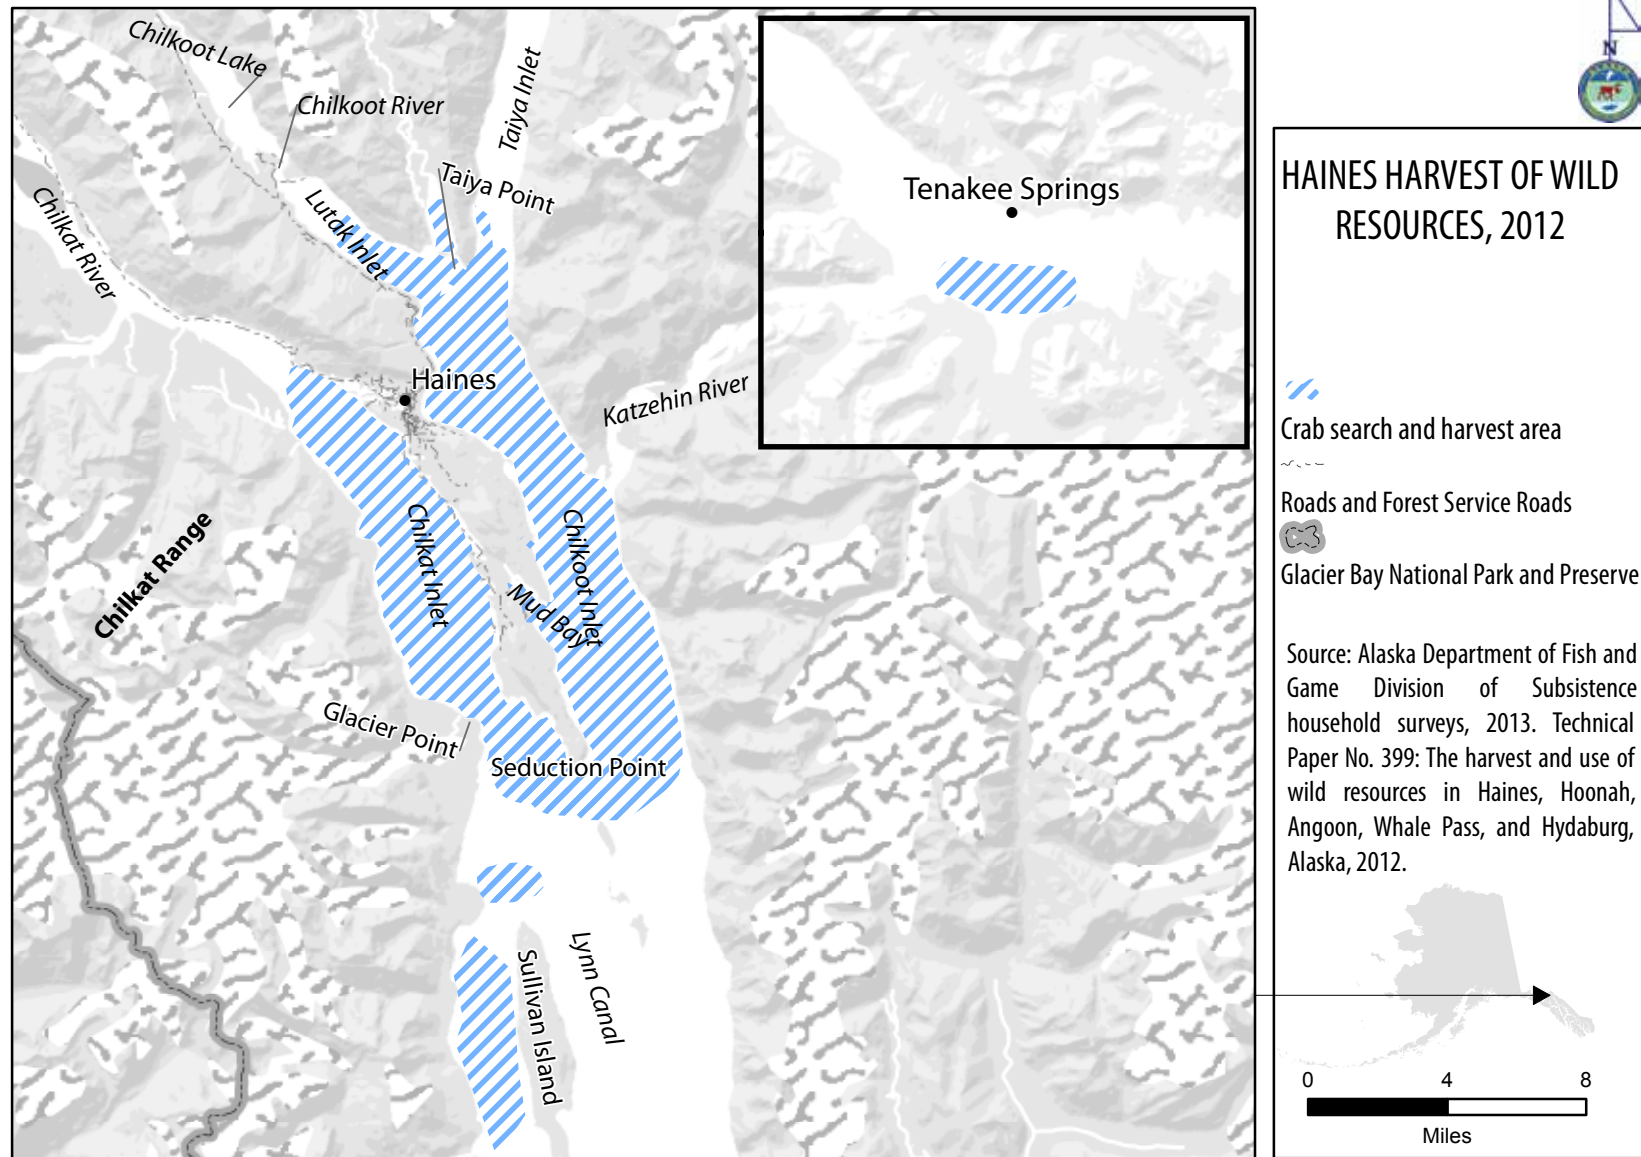 Chilkoot Lake
Chilkoot River
Taiya Inlet
Taiya Point
Lutak Inlet
Chilkat River
Haines
Katzehin River
Chilkat Range
Chilkat Inlet
Chilkoot Inlet
Mud Bay
Glacier Point
Seduction Point
Sullivan Island
Lynn Canal
Tenakee Springs
N
HAINES HARVEST OF WILD
RESOURCES, 2012
Crab search and harvest area
Roads and Forest Service Roads
Glacier Bay National Park and Preserve
Source: Alaska Department of Fish and
Game Division of Subsistence
household surveys, 2013. Technical
Paper No. 399: The harvest and use of
wild resources in Haines, Hoonah,
Angoon, Whale Pass, and Hydaburg,
Alaska, 2012.
0 4 8
Miles